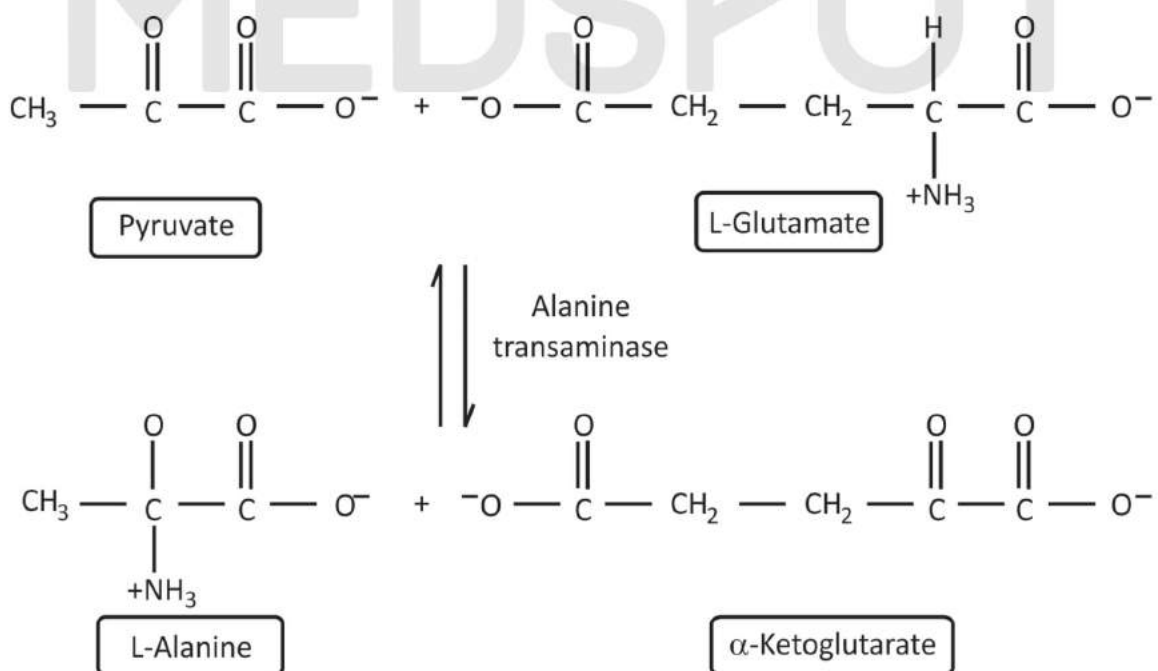 MEDSPOT
O O O H O
CH₃ — C — C — O⁻ + ⁻O — C — CH₂ — CH₂ — C — C — O⁻
+NH₃
Pyruvate
L-Glutamate
Alanine
transaminase
O O O O O
CH₃ — C — C — O⁻ + ⁻O — C — CH₂ — CH₂ — C — C — O⁻
+NH₃
L-Alanine
α-Ketoglutarate